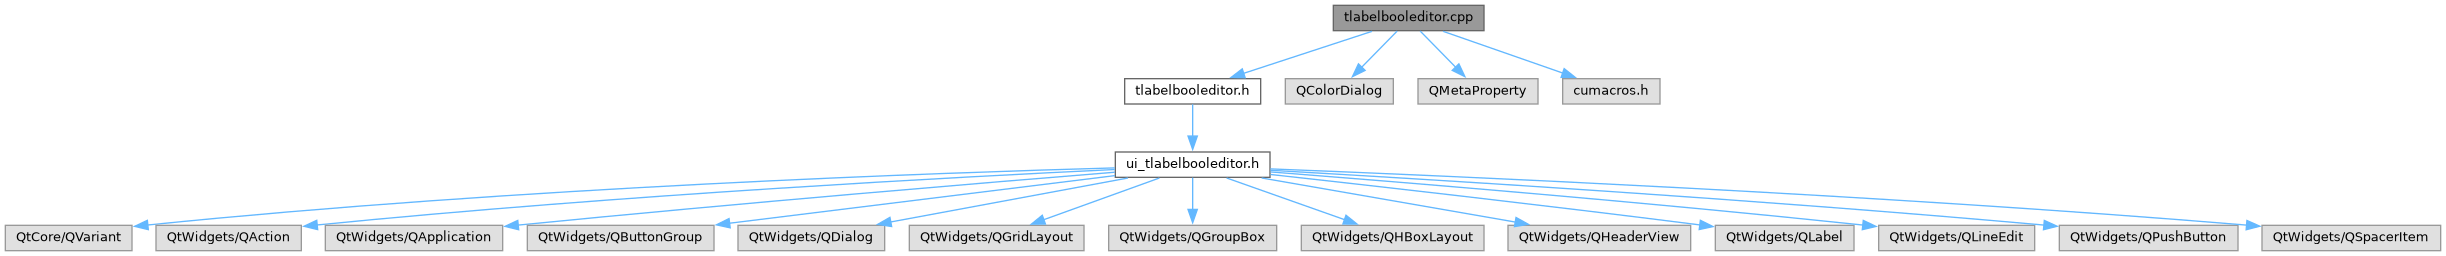 tlabelbooleditor.cpp
tlabelbooleditor.h
QColorDialog
QMetaProperty
cumacros.h
ui_tlabelbooleditor.h
QtCore/QVariant
QtWidgets/QAction
QtWidgets/QApplication
QtWidgets/QButtonGroup
QtWidgets/QDialog
QtWidgets/QGridLayout
QtWidgets/QGroupBox
QtWidgets/QHBoxLayout
QtWidgets/QHeaderView
QtWidgets/QLabel
QtWidgets/QLineEdit
QtWidgets/QPushButton
QtWidgets/QSpacerItem